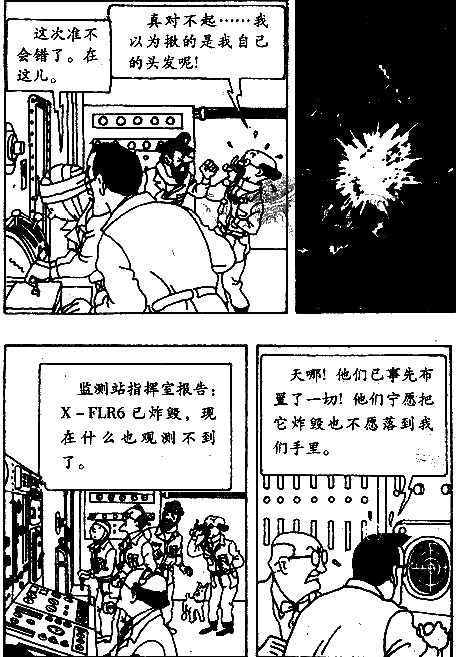 这次准不
会错了。在
这儿。
真对不起……我
以为揪的是我自己
的头发呢!
监测站指挥室报告:
X-FLR6 已炸毁,现
在什么也观测不到
了。
天哪!他们已事先布
置了一切!他们宁愿把
它炸毁也不愿落到我
们手里。